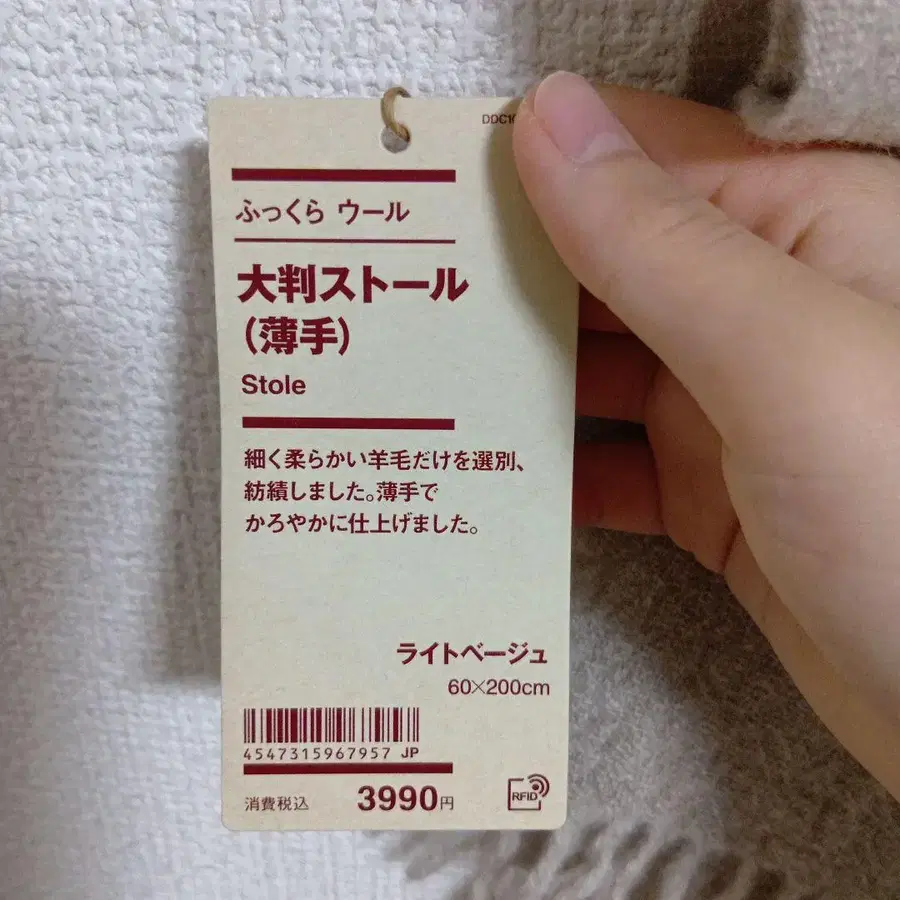 ふっくら ウール
大判ストール
(薄手)
Stole
細く柔らかい羊毛だけを選別、
紡績しました。薄手で
かろやかに仕上げました。
ライトベージュ
60×200cm
4547315967957 JP
消費税込 3990円
RFID